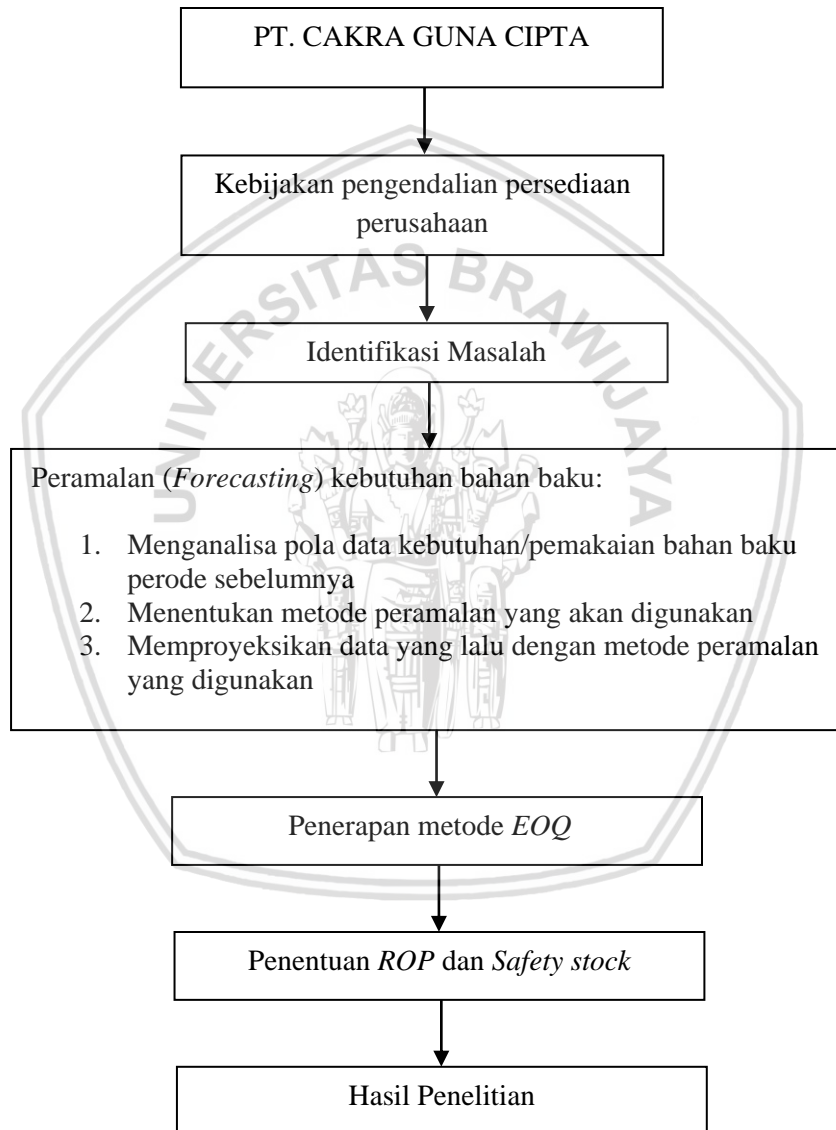 PT. CAKRA GUNA CIPTA
Kebijakan pengendalian persediaan
perusahaan
UNIVERSITAS BRAWIJAYA
Identifikasi Masalah
Peramalan (Forecasting) kebutuhan bahan baku:
1. Menganalisa pola data kebutuhan/pemakaian bahan baku
perode sebelumnya
2. Menentukan metode peramalan yang akan digunakan
3. Memproyeksikan data yang lalu dengan metode peramalan
yang digunakan
Penerapan metode EOQ
Penentuan ROP dan Safety stock
Hasil Penelitian